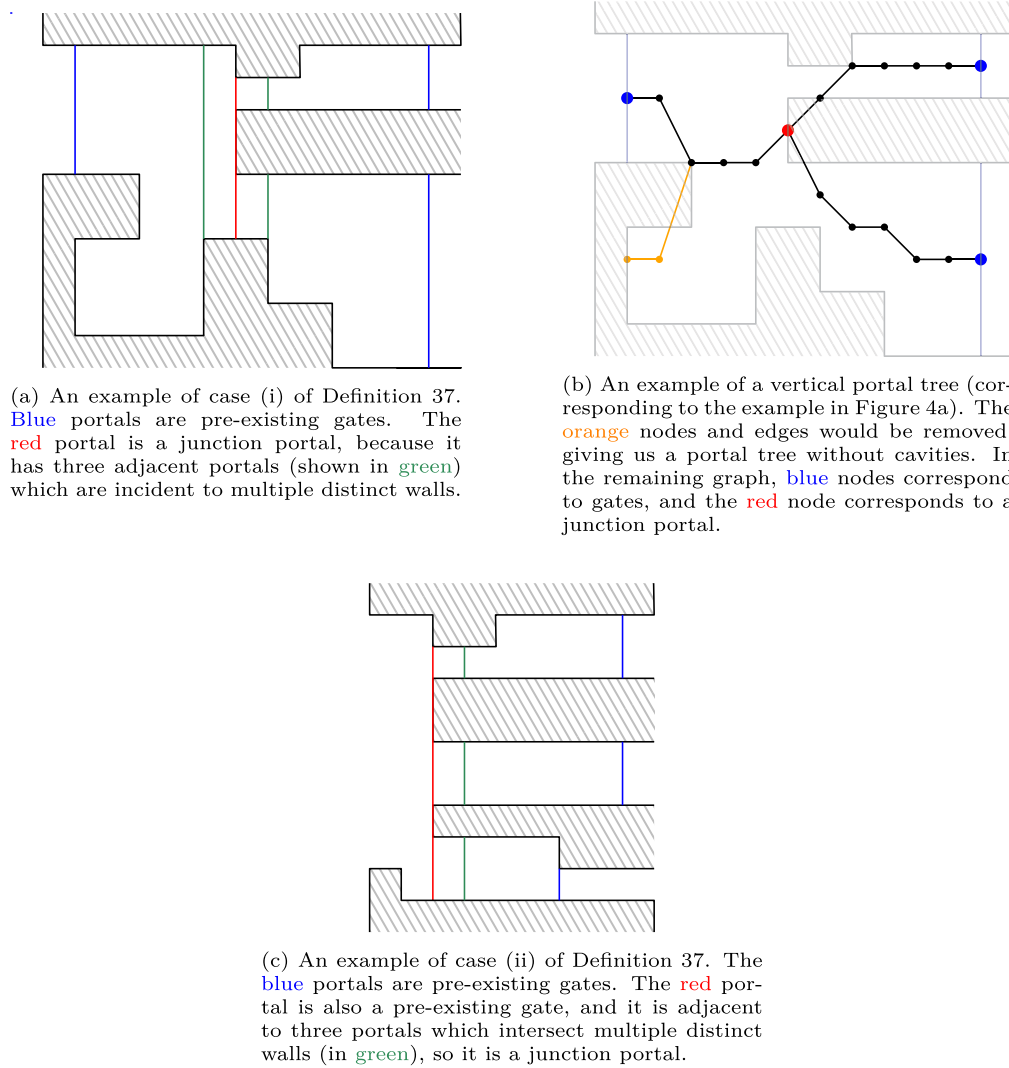 (a) An example of case (i) of Definition 37.
Blue portals are pre-existing gates. The
red portal is a junction portal, because it
has three adjacent portals (shown in green)
which are incident to multiple distinct walls.
(b) An example of a vertical portal tree (cor-
responding to the example in Figure 4a). The
orange nodes and edges would be removed
giving us a portal tree without cavities. In
the remaining graph, blue nodes correspond
to gates, and the red node corresponds to a
junction portal.
(c) An example of case (ii) of Definition 37. The
blue portals are pre-existing gates. The red por-
tal is also a pre-existing gate, and it is adjacent
to three portals which intersect multiple distinct
walls (in green), so it is a junction portal.